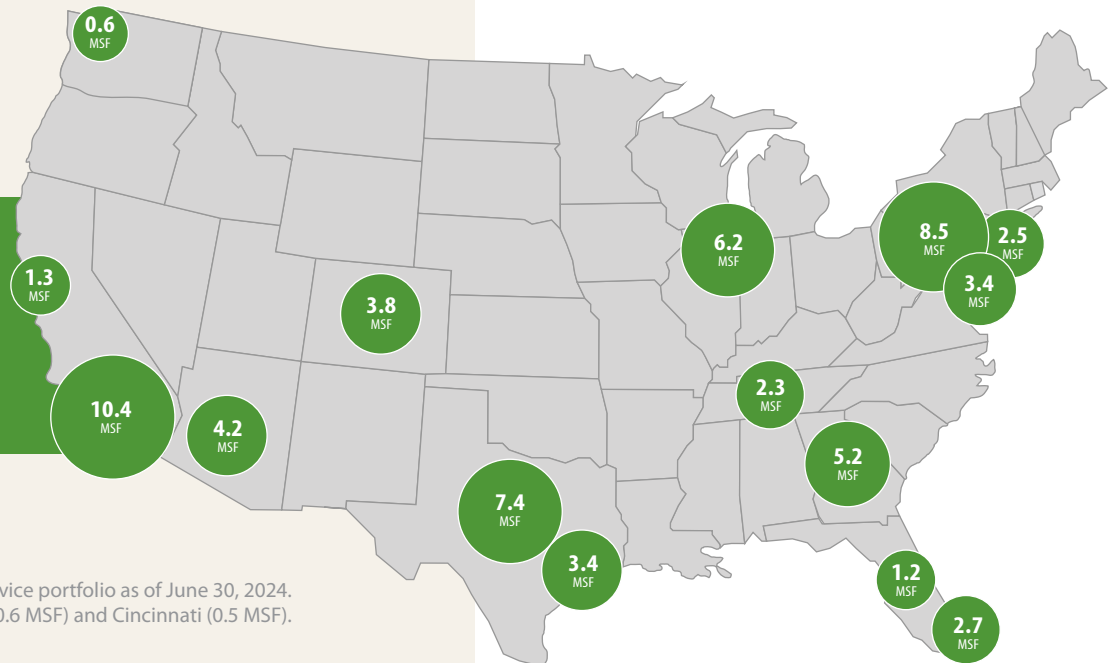 0.6
MSF
8.5
MSF
2.5
MSF
6.2
MSF
1.3
MSF
3.4
MSF
3.8
MSF
2.3
MSF
10.4
MSF
4.2
MSF
5.2
MSF
7.4
MSF
3.4
MSF
1.2
MSF
2.7
MSF
portfolio as of June 30, 2024.
MSF) and Cincinnati (0.5 MSF).